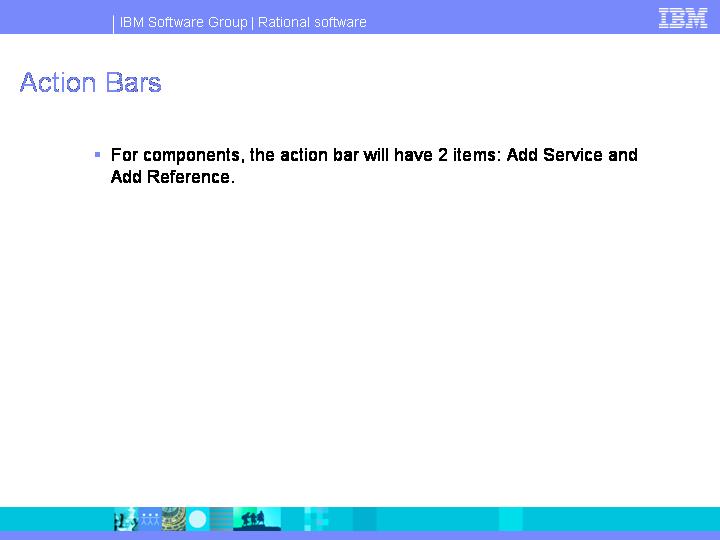 IBM Software Group | Rational software
IBM
Action Bars
▪ For components, the action bar will have 2 items: Add Service and
Add Reference.